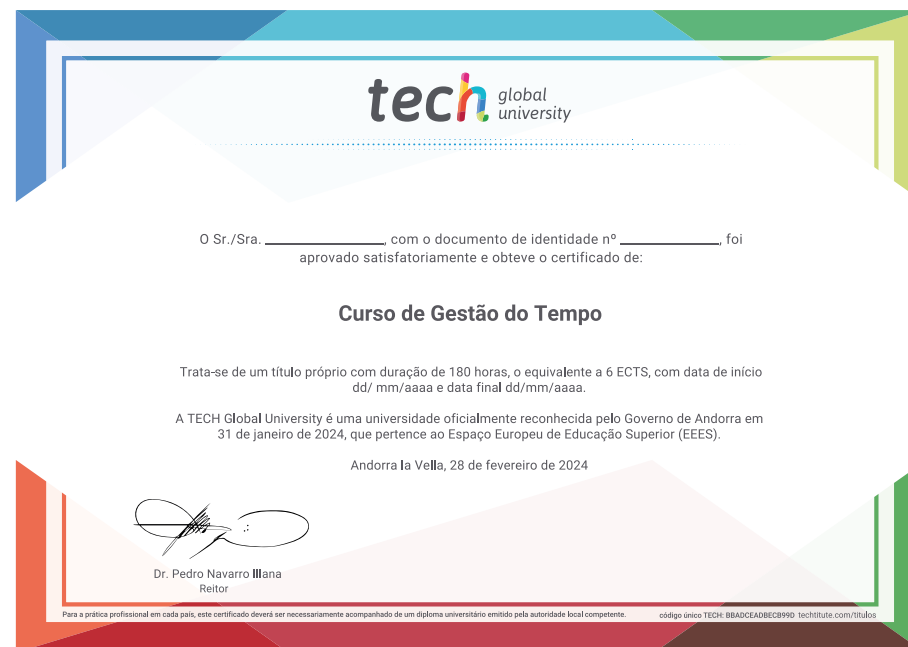 tech global university
O Sr./Sra. ______________, com o documento de identidade nº ____________, foi
aprovado satisfatoriamente e obteve o certificado de:
Curso de Gestão do Tempo
Trata-se de um título próprio com duração de 180 horas, o equivalente a 6 ECTS, com data de início
dd/ mm/aaaa e data final dd/mm/aaaa.
A TECH Global University é uma universidade oficialmente reconhecida pelo Governo de Andorra em
31 de janeiro de 2024, que pertence ao Espaço Europeu de Educação Superior (EEES).
Andorra la Vella, 28 de fevereiro de 2024
Dr. Pedro Navarro Illana
Reitor
Para a prática profissional em cada país, este certificado deverá ser necessariamente acompanhado de um diploma universitário emitido pela autoridade local competente.
código único TECH: BBADCEADBECB99D techtitute.com/titulos